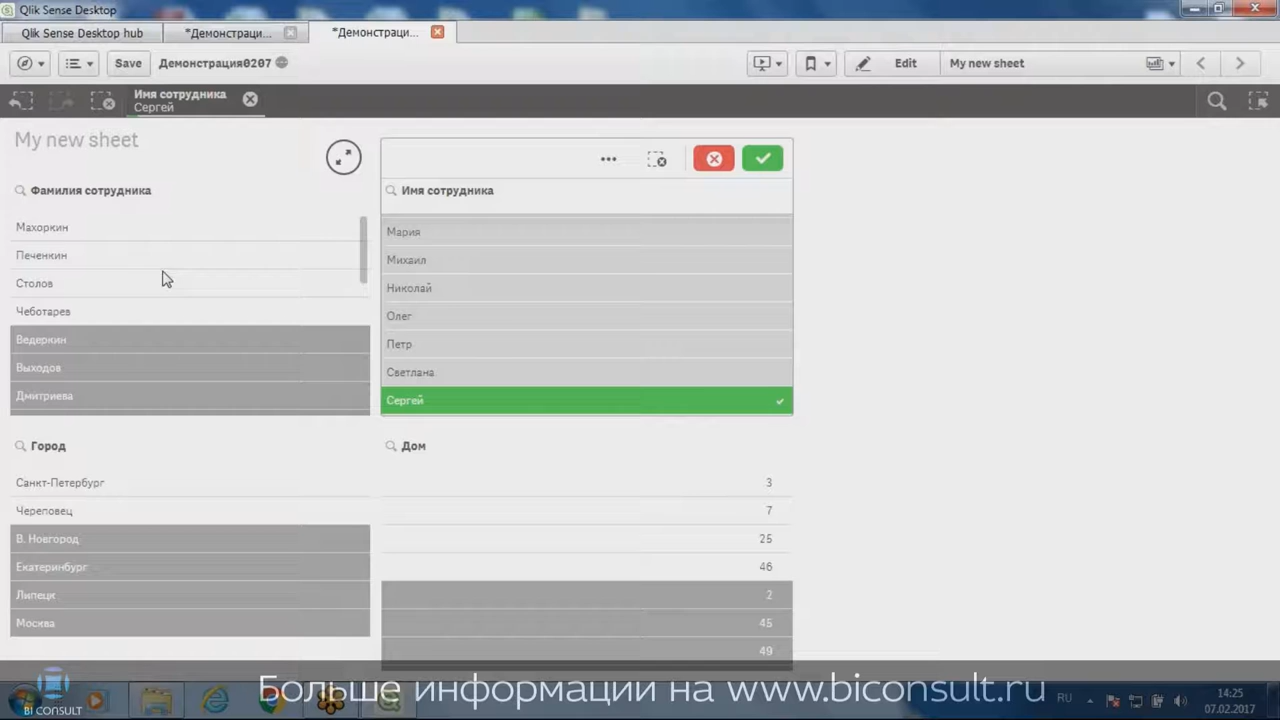 Qlik Sense Desktop
Qlik Sense Desktop hub
*Демонстраци...
*Демонстраци...
Save
Демонстрация0207
Edit
My new sheet
Имя сотрудника
Сергей
My new sheet
Фамилия сотрудника
Махоркин
Печенкин
Столов
Чеботарев
Ведеркин
Выходов
Дмитриева
Имя сотрудника
Мария
Михаил
Николай
Олег
Петр
Светлана
Сергей
Город
Санкт-Петербург
Череповец
В. Новгород
Екатеринбург
Липецк
Москва
Дом
3
7
25
46
2
45
49
Больше информации на www.biconsult.ru
BI CONSULT
RU
14:25
07.02.2017